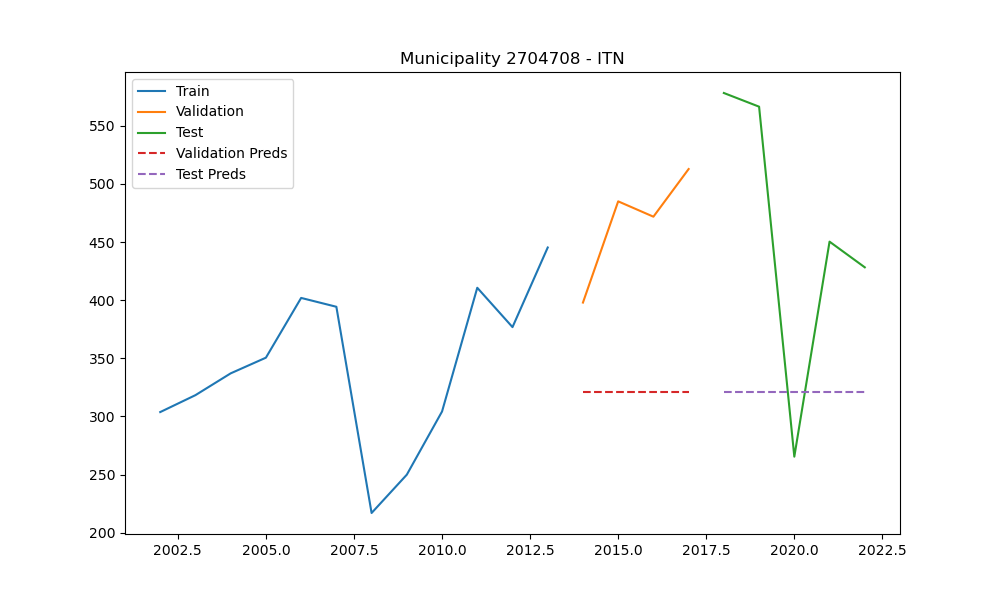 Municipality 2704708 - ITN
Train
Validation
Test
Validation Preds
Test Preds
550
500
450
400
350
300
250
200
2002.5 2005.0 2007.5 2010.0 2012.5 2015.0 2017.5 2020.0 2022.5